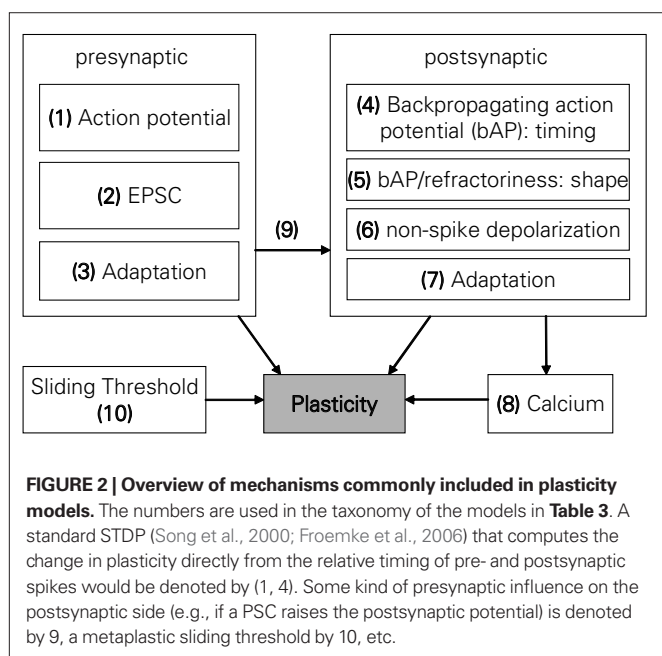 presynaptic
(1) Action potential
(2) EPSC
(3) Adaptation
(9)
postsynaptic
(4) Backpropagating action
potential (bAP): timing
(5) bAP/refractoriness: shape
(6) non-spike depolarization
(7) Adaptation
Sliding Threshold
(10)
Plasticity
(8) Calcium
FIGURE 2 | Overview of mechanisms commonly included in plasticity
models. The numbers are used in the taxonomy of the models in Table 3. A
standard STDP (Song et al., 2000; Froemke et al., 2006) that computes the
change in plasticity directly from the relative timing of pre- and postsynaptic
spikes would be denoted by (1, 4). Some kind of presynaptic influence on the
postsynaptic side (e.g., if a PSC raises the postsynaptic potential) is denoted
by 9, a metaplastic sliding threshold by 10, etc.